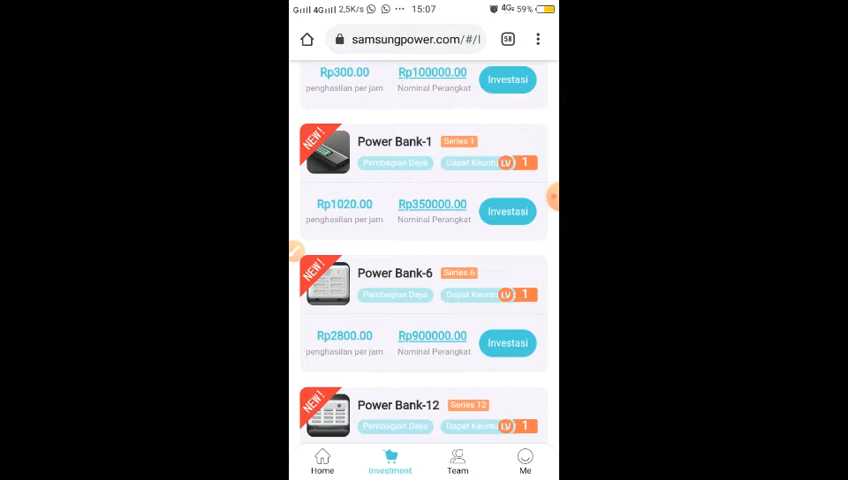 4G 4G 2,5K/s ... 15:07 4G2 59%
samsungpower.com/#/I 58
Rp300.00 Rp100000.00 Investasi
penghasilan per jam Nominal Perangkat
NEW! Power Bank-1 Series 1
Pembagian Daya Dapat Keuntu LV 1
Rp1020.00 Rp350000.00 Investasi
penghasilan per jam Nominal Perangkat
NEW! Power Bank-6 Series 6
Pembagian Daya Dapat Keuntu LV 1
Rp2800.00 Rp900000.00 Investasi
penghasilan per jam Nominal Perangkat
NEW! Power Bank-12 Series 12
Pembagian Daya Dapat Keuntu LV 1
Home Investment Team Me